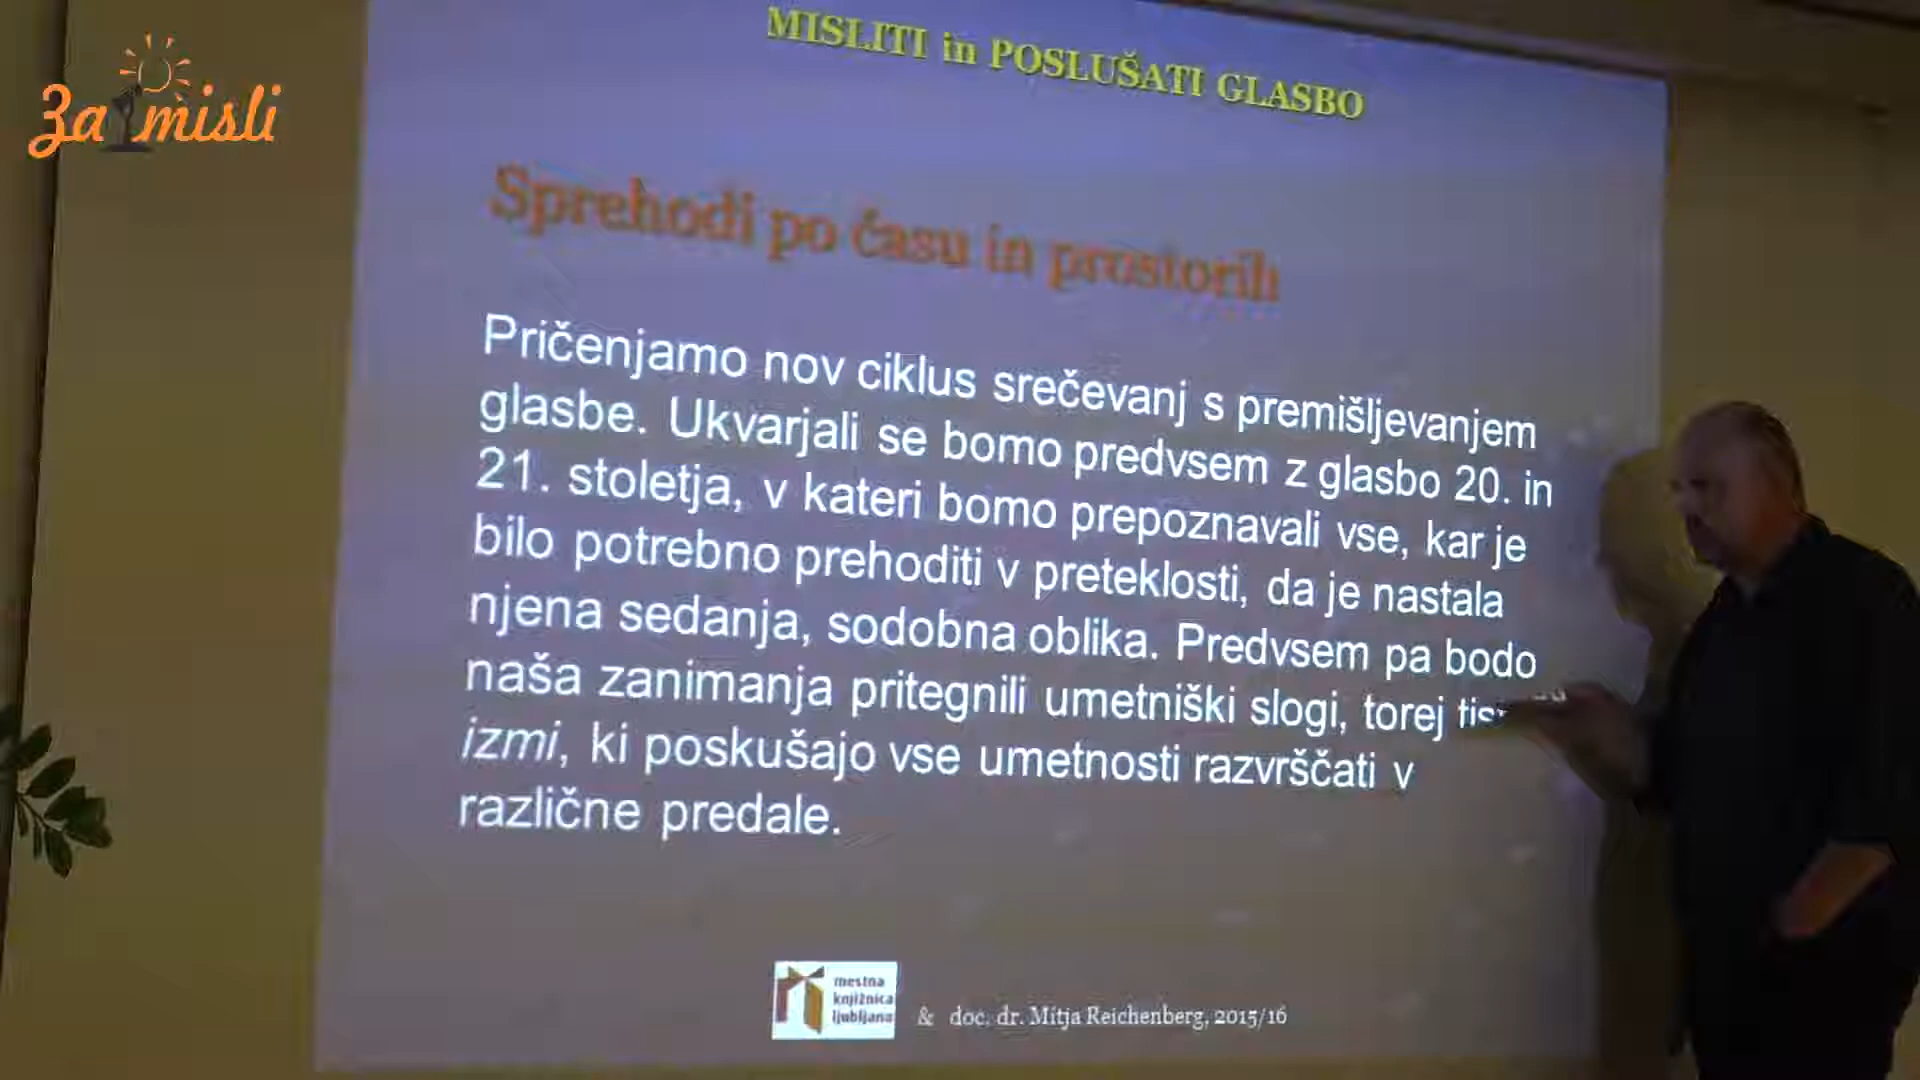 Za misli
MISLITI in POSLUŠATI GLASBO
Sprehodi po času in prostorih
Pričenjamo nov ciklus srečevanj s premišljevanjem
glasbe. Ukvarjali se bomo predvsem z glasbo 20. in
21. stoletja, v kateri bomo prepoznavali vse, kar je
bilo potrebno prehoditi v preteklosti, da je nastala
njena sedanja, sodobna oblika. Predvsem pa bodo
naša zanimanja pritegnili umetniški slogi, torej
izmi, ki poskušajo vse umetnosti razvrščati v
različne predale.
mestna
knjižnica
ljubljana
& doc. dr. Mitja Reichenberg, 2015/16